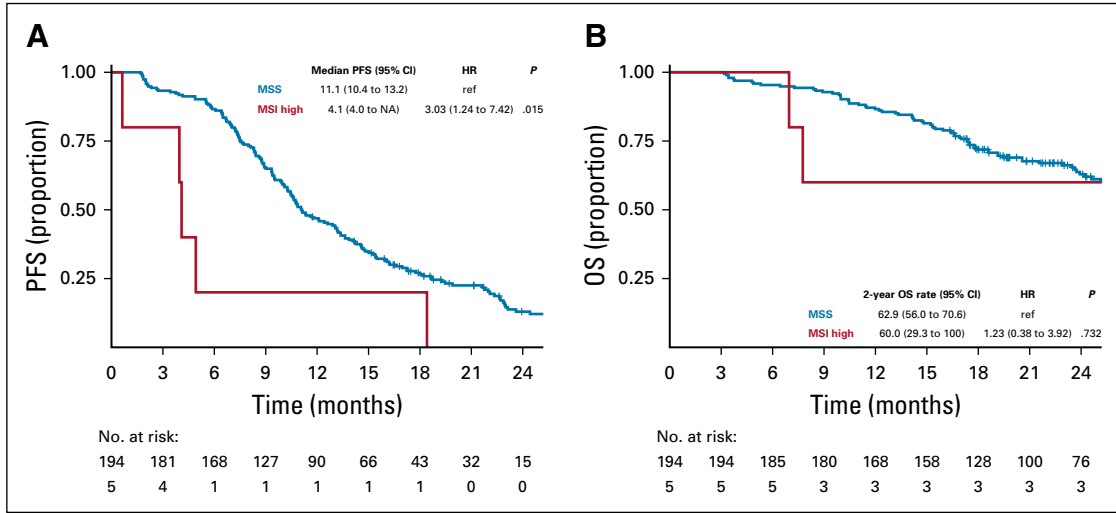 A
Median PFS (95% CI) HR P
MSS 11.1 (10.4 to 13.2) ref
MSI high 4.1 (4.0 to NA) 3.03 (1.24 to 7.42) .015
1.00
0.75
0.50
0.25
PFS (proportion)
0 3 6 9 12 15 18 21 24
Time (months)
No. at risk:
194 181 168 127 90 66 43 32 15
5 4 1 1 1 1 1 0 0
B
1.00
0.75
0.50
0.25
OS (proportion)
2-year OS rate (95% CI) HR P
MSS 62.9 (56.0 to 70.6) ref
MSI high 60.0 (29.3 to 100) 1.23 (0.38 to 3.92) .732
0 3 6 9 12 15 18 21 24
Time (months)
No. at risk:
194 194 185 180 168 158 128 100 76
5 5 5 3 3 3 3 3 3